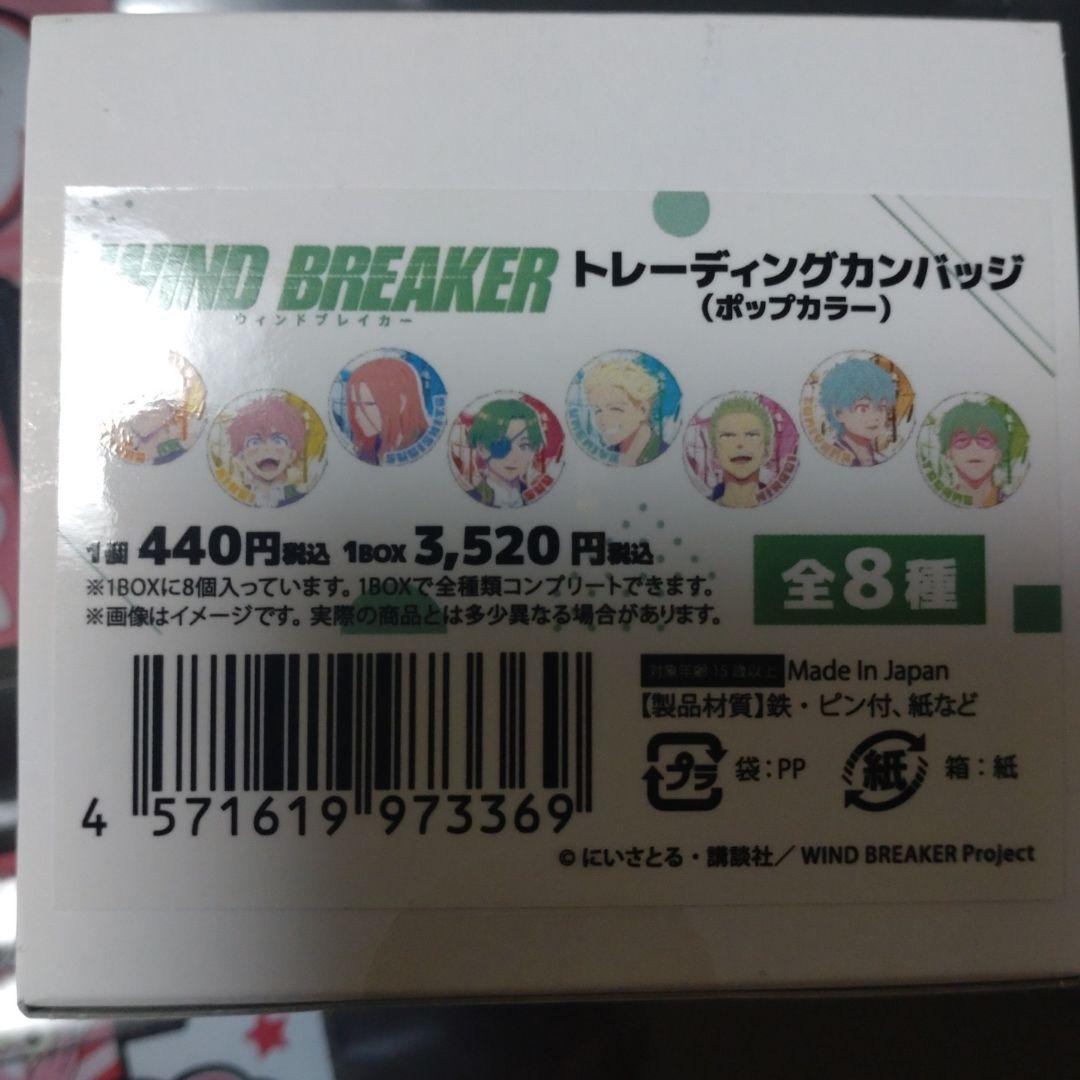 WIND BREAKER
ウィンドブレイカー
トレーディングカンバッジ
(ポップカラー)
1個 440円税込 1BOX 3,520円税込
※1BOXに8個入っています。1BOXで全種類コンプリートできます。
※画像はイメージです。実際の商品とは多少異なる場合があります。
全8種
対象年齢15歳以上 Made In Japan
【製品材質】鉄・ピン付、紙など
プラ 袋：PP 紙 箱：紙
4 571619 973369
©にいさとる・講談社／WIND BREAKER Project